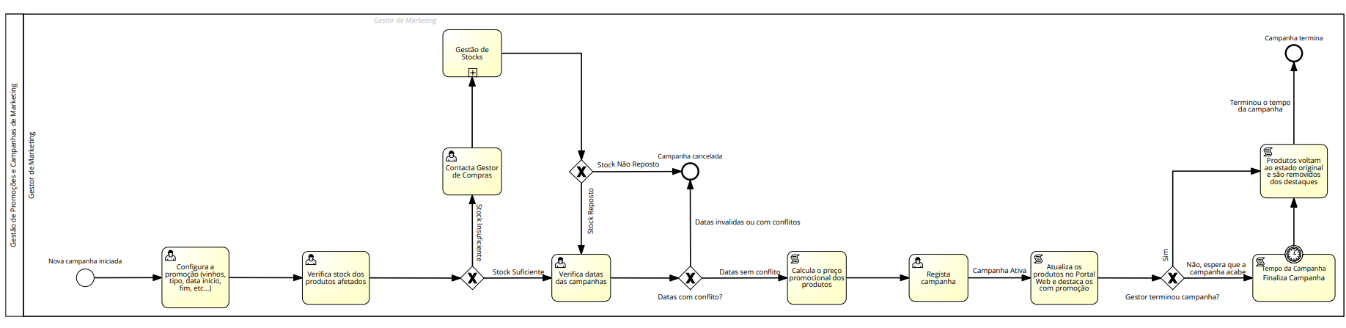 Gestor de Marketing
Gestão de Promoções e Campanhas de Marketing
Gestor de Marketing
Nova campanha iniciada
Configura a
promoção (vinhos,
tipo, data inicio,
fim, etc...)
Verifica stock dos
produtos afetados
Stock Insuficiente
Stock Suficiente
Contacta Gestor
de Compras
Gestão de
Stocks
Stock Não Reposto
Stock Reposto
Campanha cancelada
Verifica datas
das campanhas
Datas invalidas ou com conflitos
Datas sem conflito
Datas com conflito?
Calcula o preço
promocional dos
produtos
Regista
campanha
Campanha Ativa
Atualiza os
produtos no Portal
Web e destaca os
com promoção
Gestor terminou campanha?
Sim
Não, espera que a
campanha acabe
Tempo da Campanha
Finaliza Campanha
Produtos voltam
ao estado original
e são removidos
dos destaques
Terminou o tempo
da campanha
Campanha termina